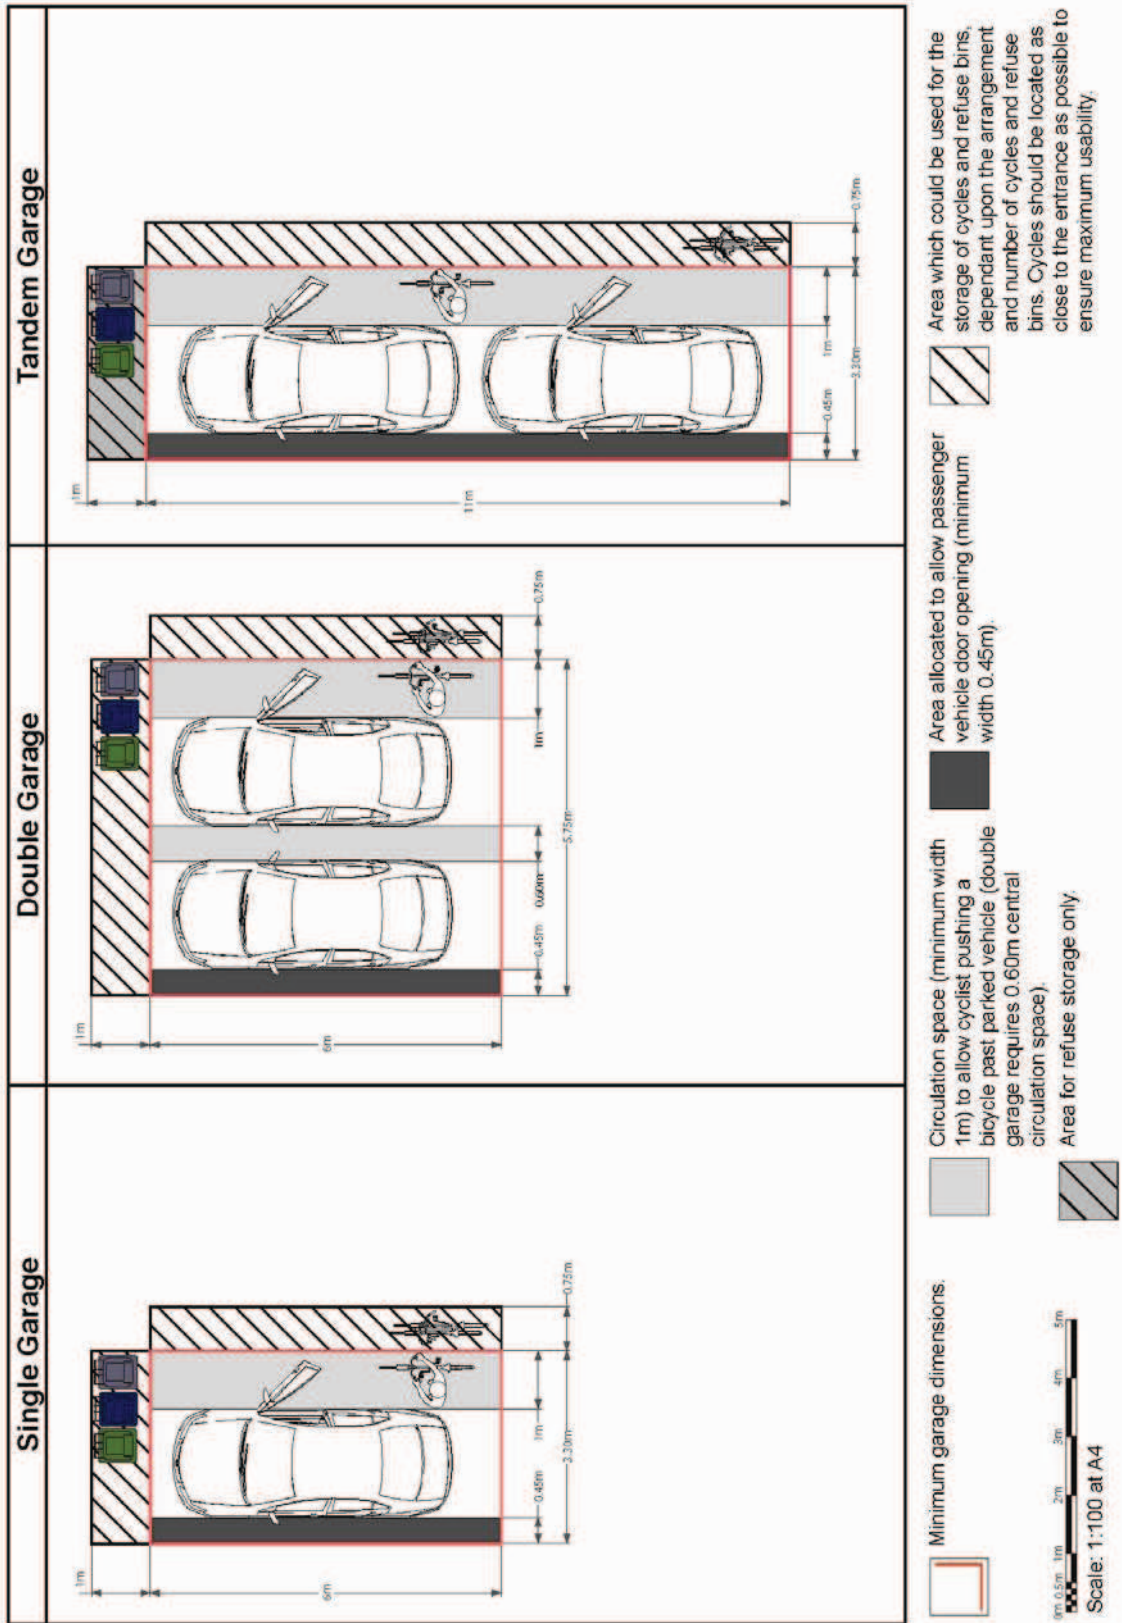 Single Garage
1m
6m
0.45m
1m
3.30m
0.75m
Double Garage
1m
6m
0.45m
0.60m
1m
5.75m
0.75m
Tandem Garage
1m
11m
0.45m
1m
3.30m
0.75m
Minimum garage dimensions.
0m 0.5m 1m 2m 3m 4m 5m
Scale: 1:100 at A4
Circulation space (minimum width
1m) to allow cyclist pushing a
bicycle past parked vehicle (double
garage requires 0.60m central
circulation space).
Area for refuse storage only.
Area allocated to allow passenger
vehicle door opening (minimum
width 0.45m).
Area which could be used for the
storage of cycles and refuse bins,
dependant upon the arrangement
and number of cycles and refuse
bins. Cycles should be located as
close to the entrance as possible to
ensure maximum usability.